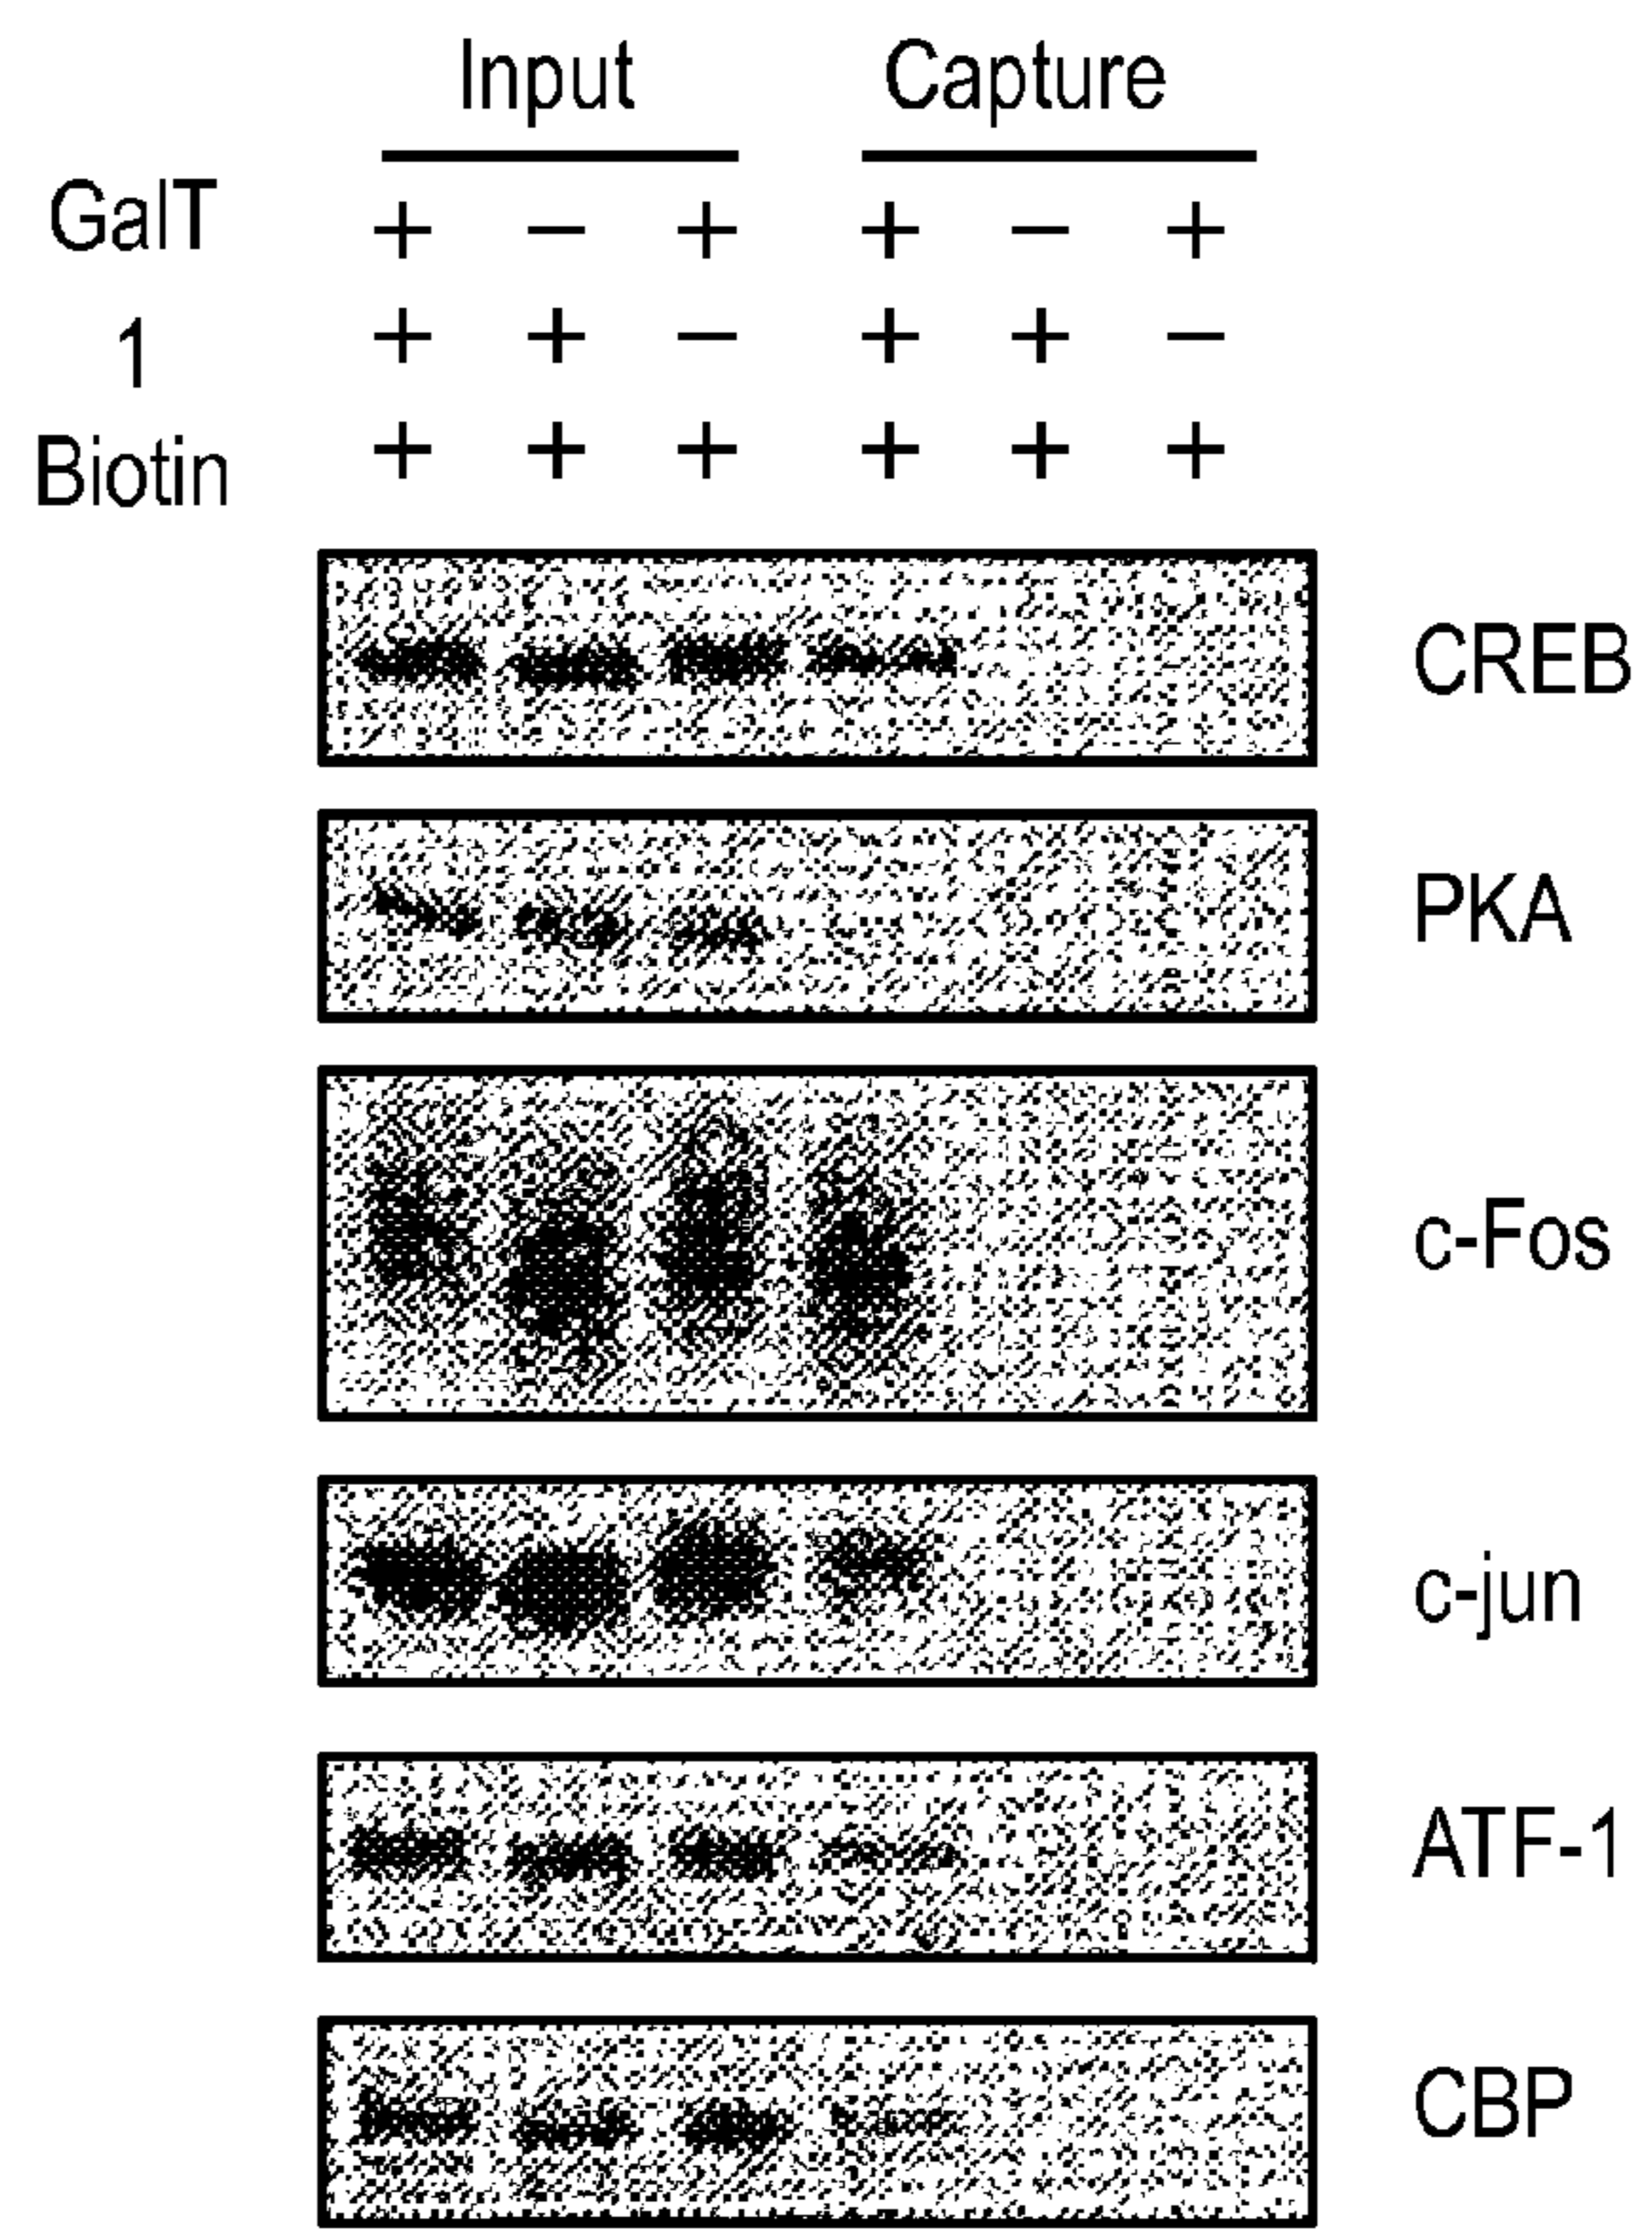 Input Capture
GalT + − + + − +
1 + + − + + −
Biotin + + + + + +
CREB
PKA
c-Fos
c-jun
ATF-1
CBP